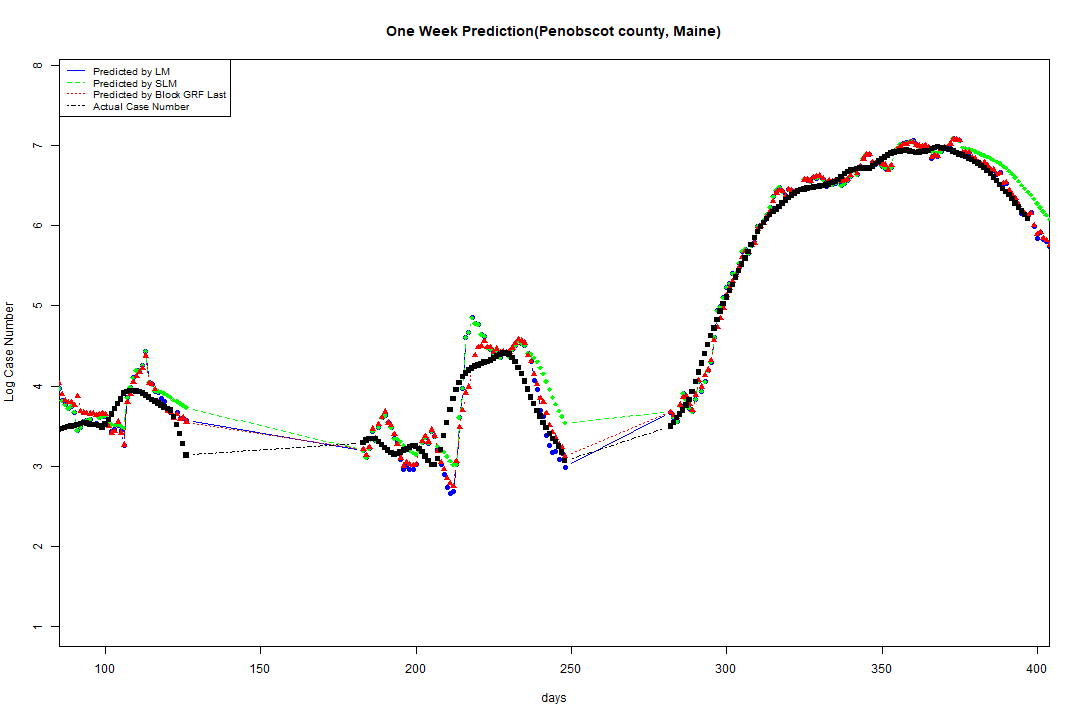 One Week Prediction(Penobscot county, Maine)
Predicted by LM
Predicted by SLM
Predicted by Block GRF Last
Actual Case Number
Log Case Number
8
7
6
5
4
3
2
1
100 150 200 250 300 350 400
days